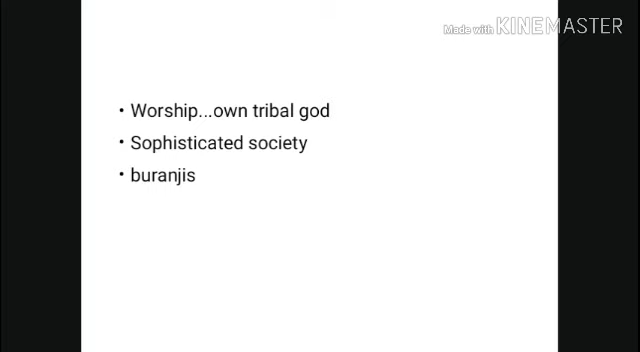 Made with KINEMASTER
• Worship...own tribal god
• Sophisticated society
• buranjis